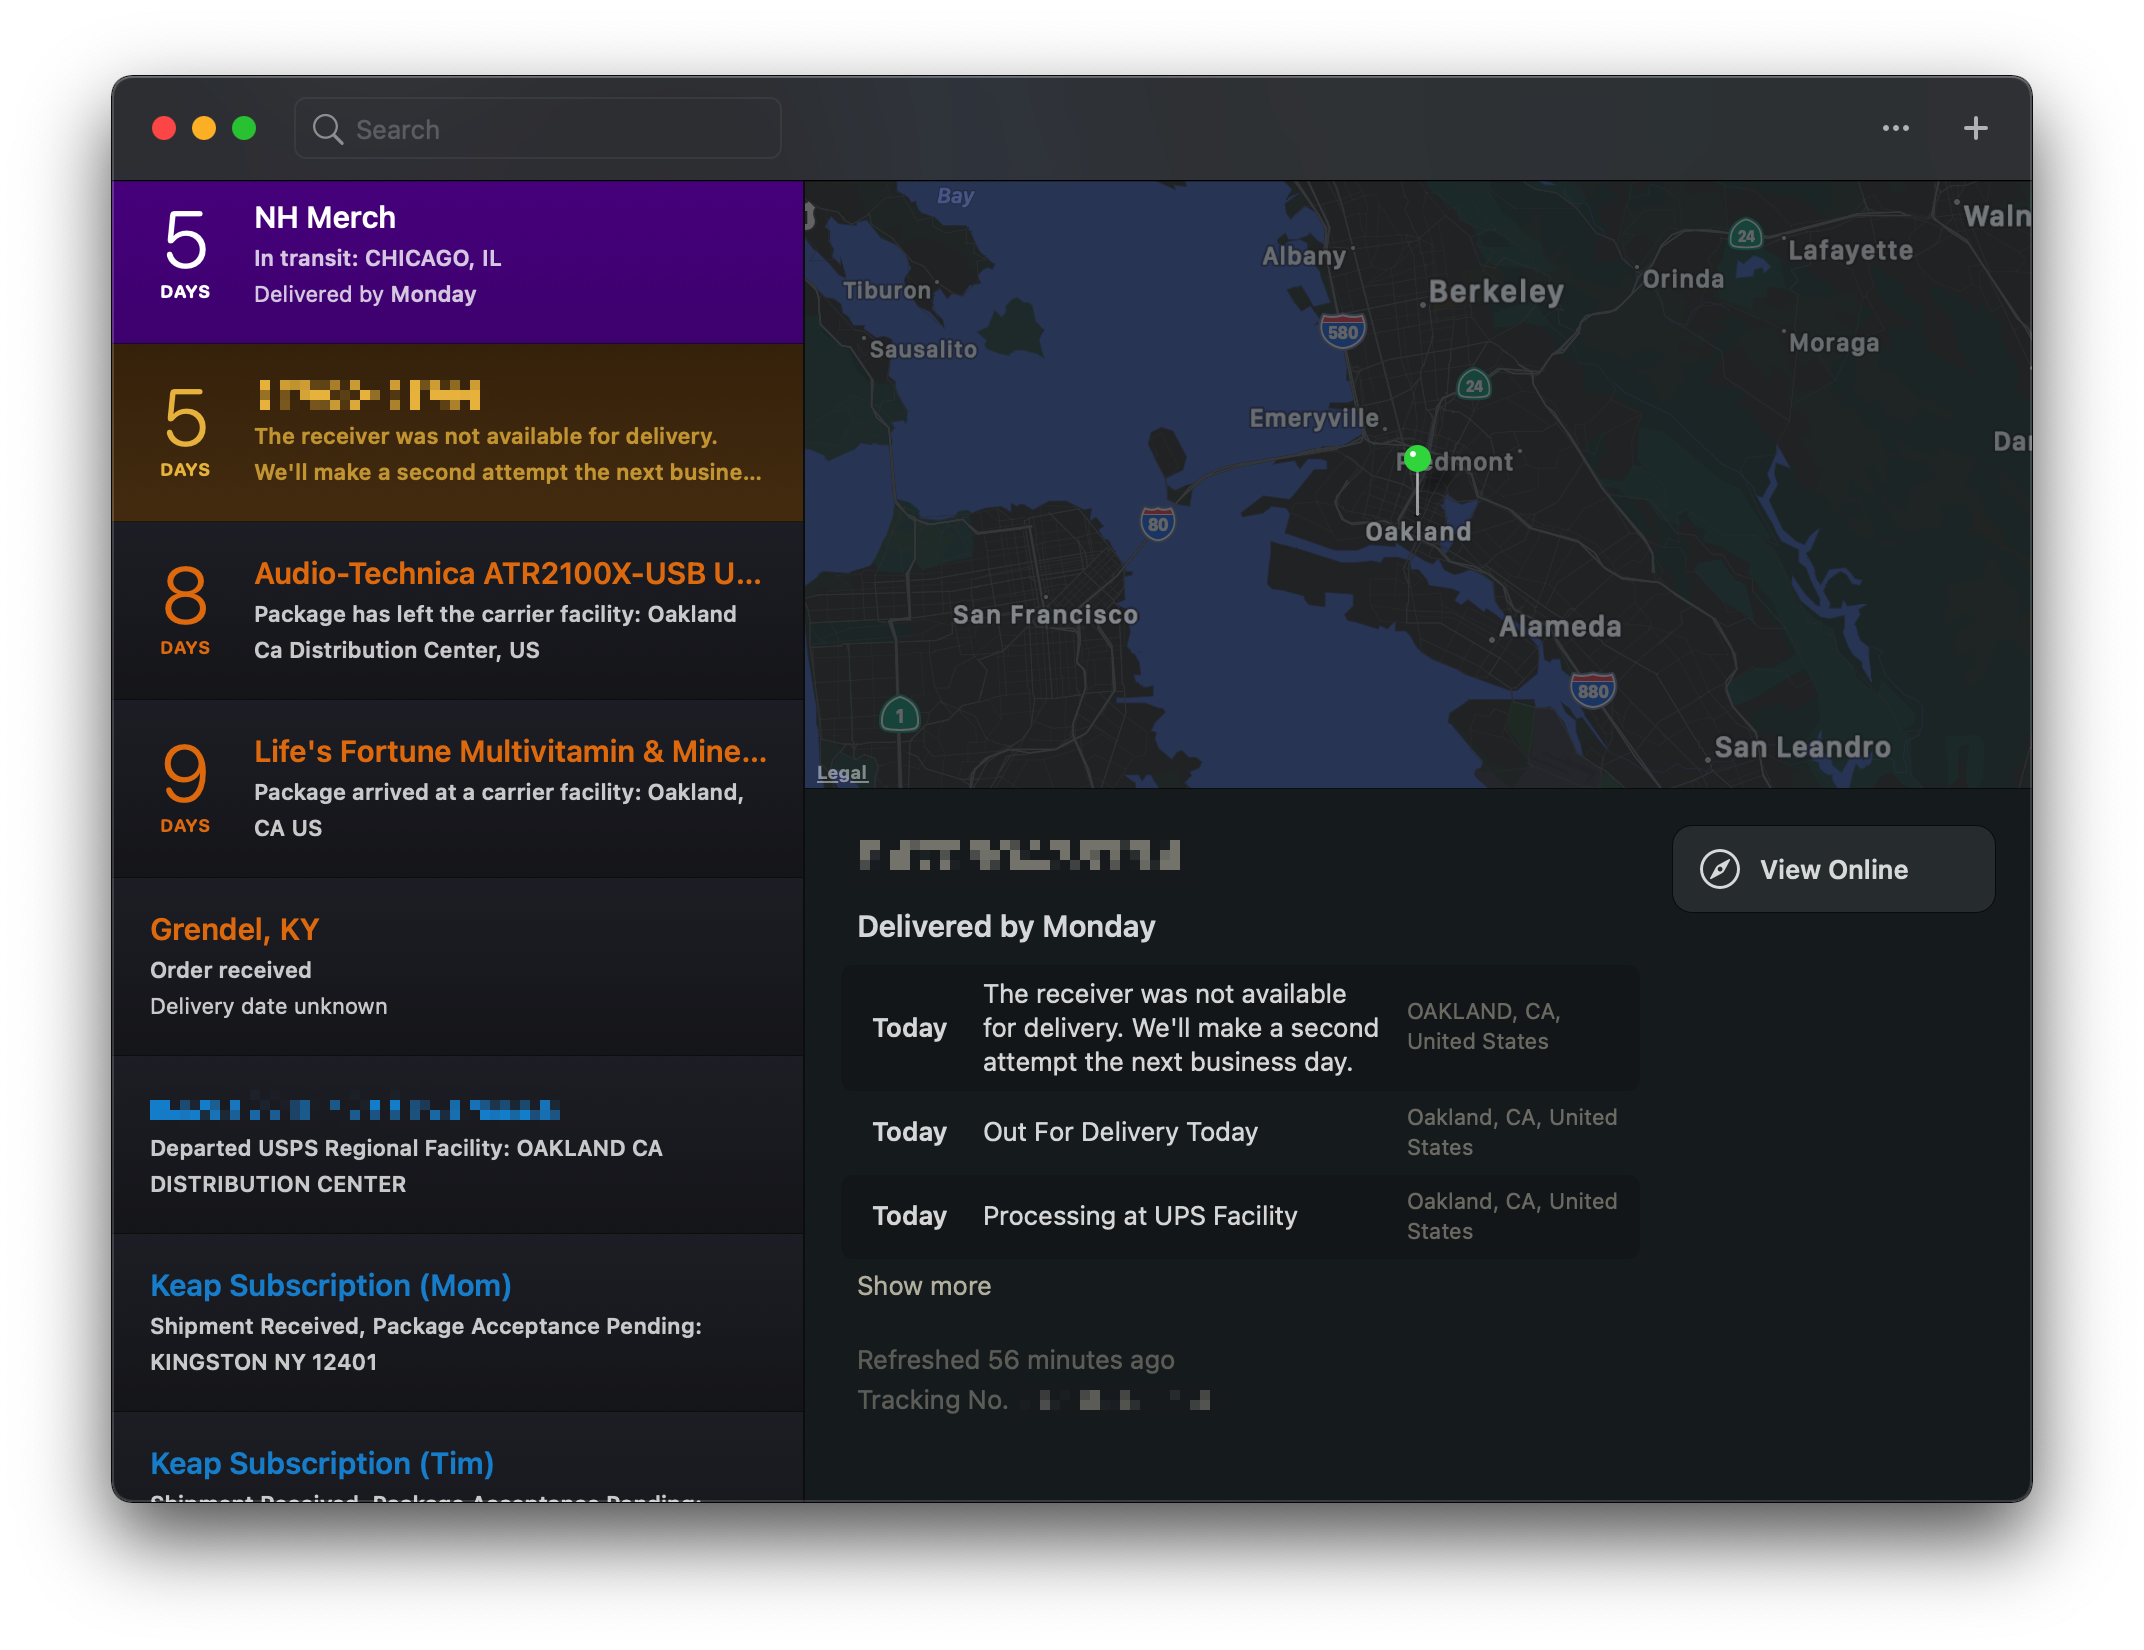 Search
5
DAYS
NH Merch
In transit: CHICAGO, IL
Delivered by Monday
5
DAYS
The receiver was not available for delivery.
We'll make a second attempt the next busine...
8
DAYS
Audio-Technica ATR2100X-USB U...
Package has left the carrier facility: Oakland
Ca Distribution Center, US
9
DAYS
Life's Fortune Multivitamin & Mine...
Package arrived at a carrier facility: Oakland,
CA US
Grendel, KY
Order received
Delivery date unknown
Departed USPS Regional Facility: OAKLAND CA
DISTRIBUTION CENTER
Keap Subscription (Mom)
Shipment Received, Package Acceptance Pending:
KINGSTON NY 12401
Keap Subscription (Tim)
Shipment Received, Package Acceptance Pending:
Bay
Waln
24
Lafayette
Albany
Orinda
Tiburon
Berkeley
580
Moraga
Sausalito
24
Emeryville
Piedmont
Dan
80
Oakland
San Francisco
Alameda
880
1
San Leandro
Legal
View Online
Delivered by Monday
Today
The receiver was not available
for delivery. We'll make a second
attempt the next business day.
OAKLAND, CA,
United States
Today
Out For Delivery Today
Oakland, CA, United
States
Today
Processing at UPS Facility
Oakland, CA, United
States
Show more
Refreshed 56 minutes ago
Tracking No.